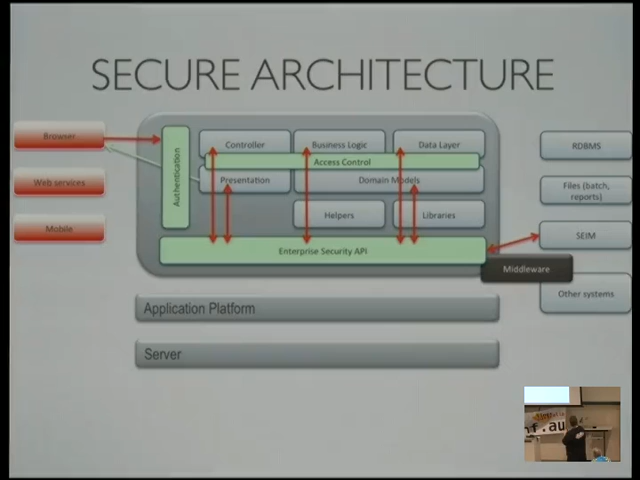 SECURE ARCHITECTURE
Browser
Web services
Mobile
Authentication
Controller
Business Logic
Data Layer
Access Control
Presentation
Domain Models
Helpers
Libraries
Enterprise Security API
RDBMS
Files (batch,
reports)
SEIM
Middleware
Other systems
Application Platform
Server
f.au